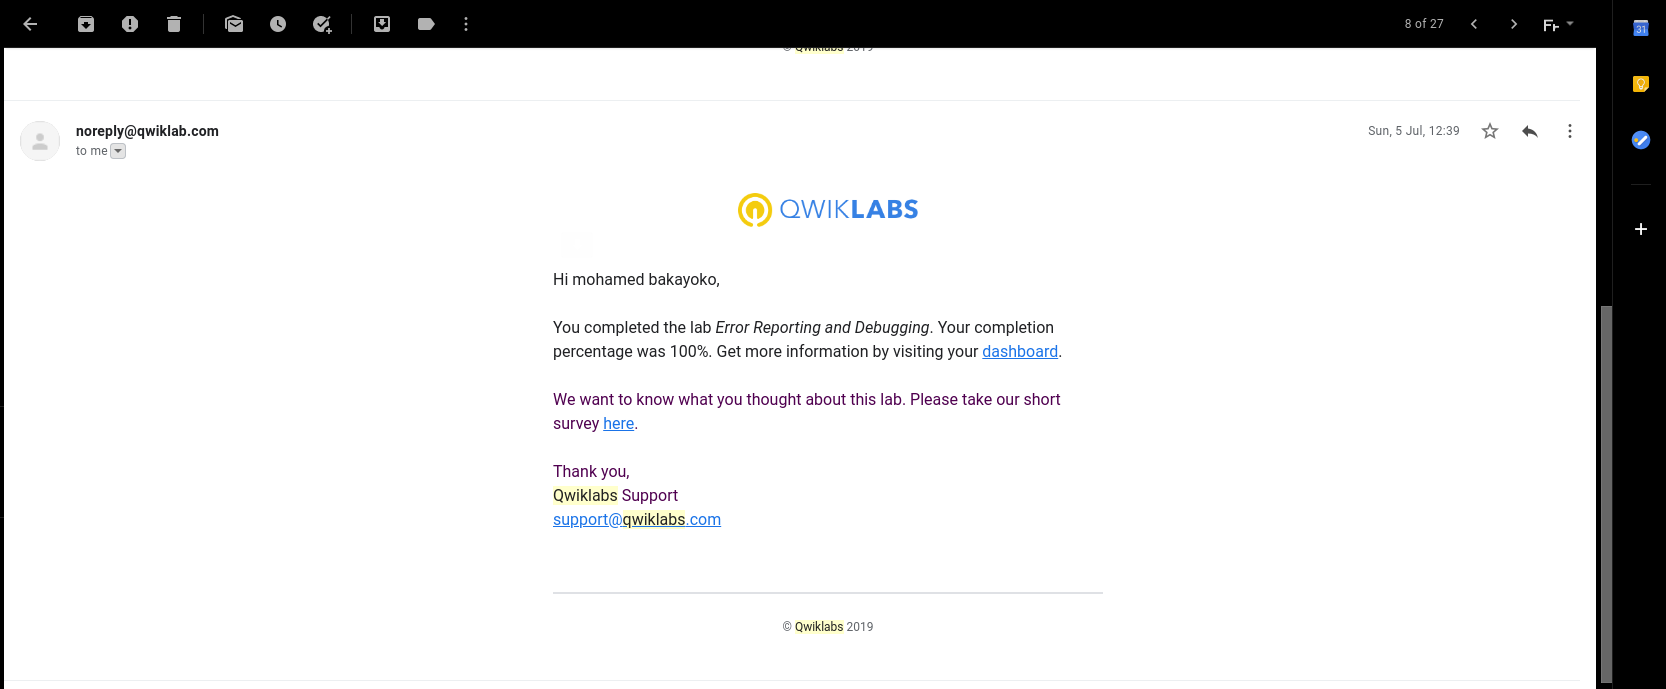 8 of 27
31
© Qwiklabs 2019
noreply@qwiklab.com
Sun, 5 Jul, 12:39
to me
QWIKLABS
Hi mohamed bakayoko,
You completed the lab Error Reporting and Debugging. Your completion
percentage was 100%. Get more information by visiting your dashboard.
We want to know what you thought about this lab. Please take our short
survey here.
Thank you,
Qwiklabs Support
support@qwiklabs.com
© Qwiklabs 2019